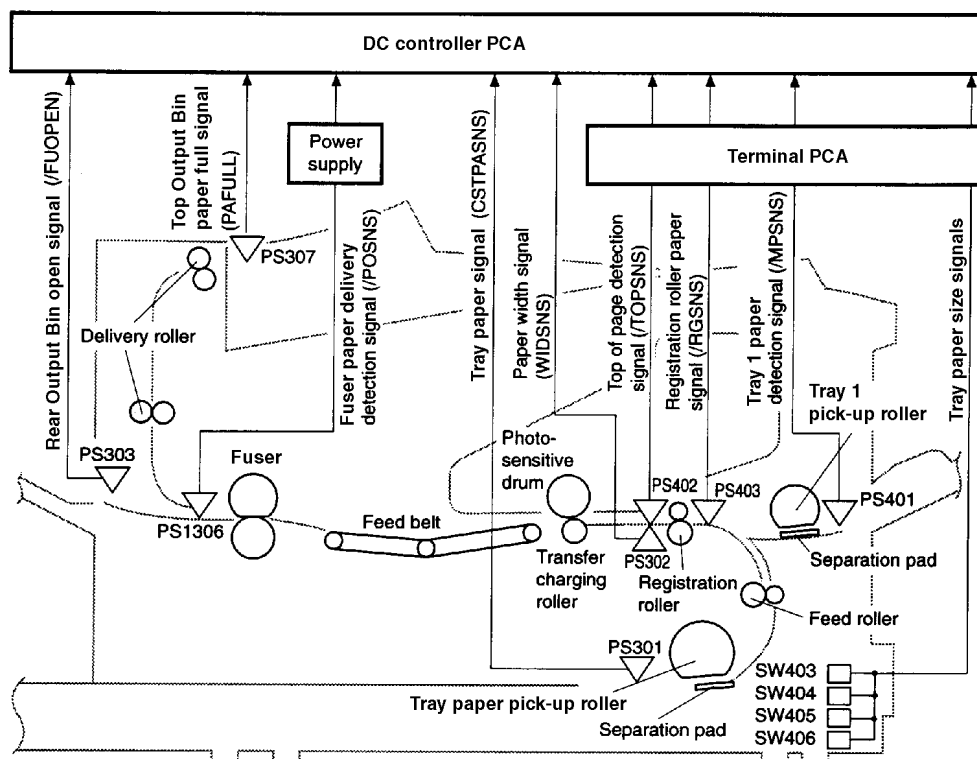 DC controller PCA
Power
supply
Terminal PCA
Rear Output Bin open signal (/FUOPEN)
Top Output Bin
paper full signal
(PAFULL)
Fuser paper delivery
detection signal (/POSNS)
Tray paper signal (CSTPASNS)
Paper width signal
(WIDSNS)
Top of page detection
signal (/TOPSNS)
Registration roller paper
signal (/RGSNS)
Tray 1 paper
detection signal (/MPSNS)
Tray paper size signals
PS307
Delivery roller
Tray 1
pick-up roller
PS303
Fuser
Photo-
sensitive
drum
PS402
PS403
PS401
PS1306
Feed belt
Transfer
charging
roller
PS302
Registration
roller
Separation pad
Feed roller
PS301
Tray paper pick-up roller
Separation pad
SW403
SW404
SW405
SW406